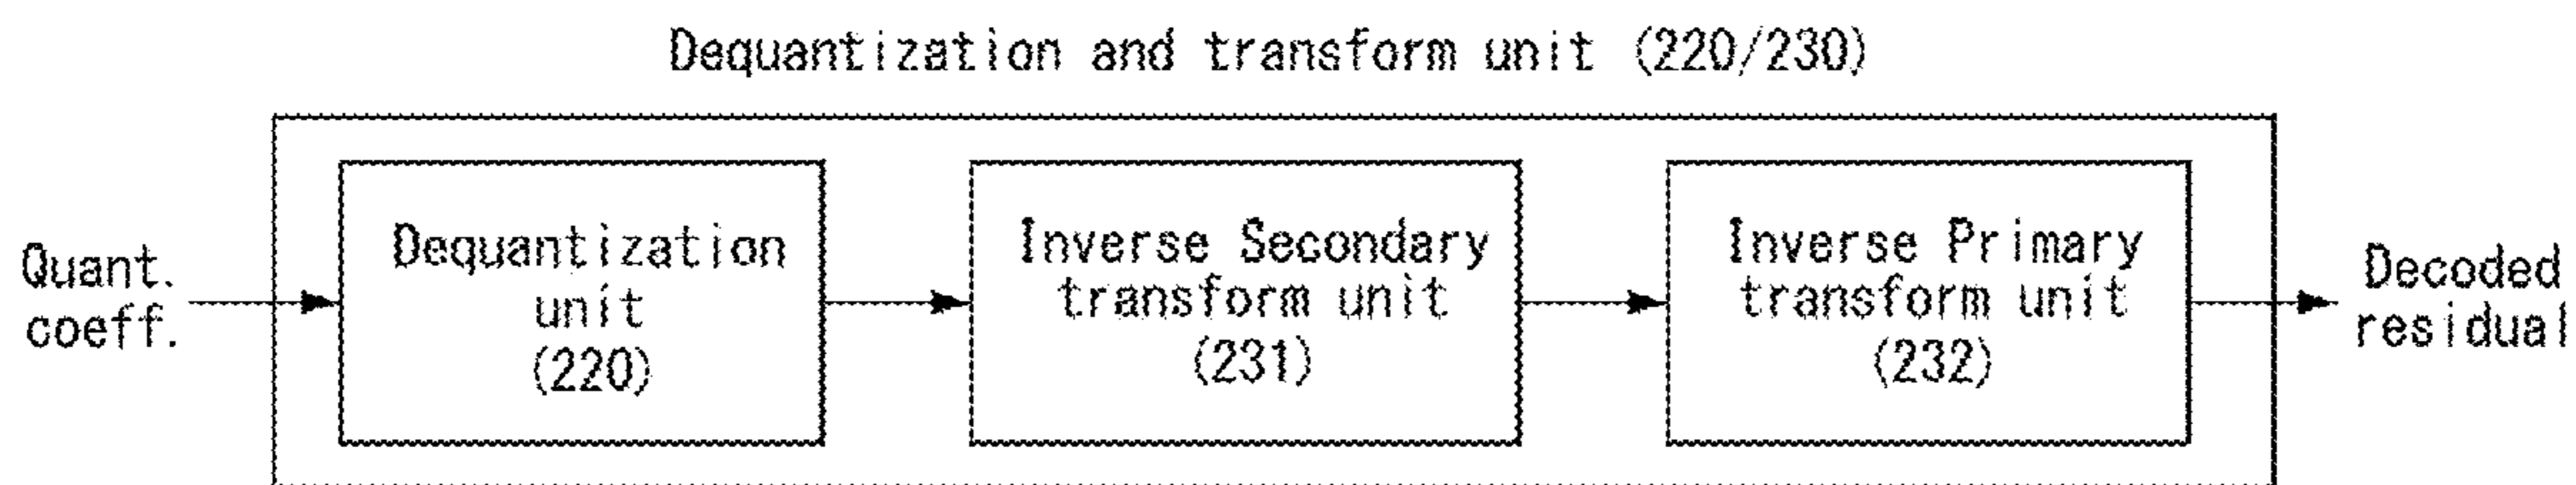 Dequantization and transform unit (220/230)
Quant.
coeff.
Dequantization
unit
(220)
Inverse Secondary
transform unit
(231)
Inverse Primary
transform unit
(232)
Decoded
residual